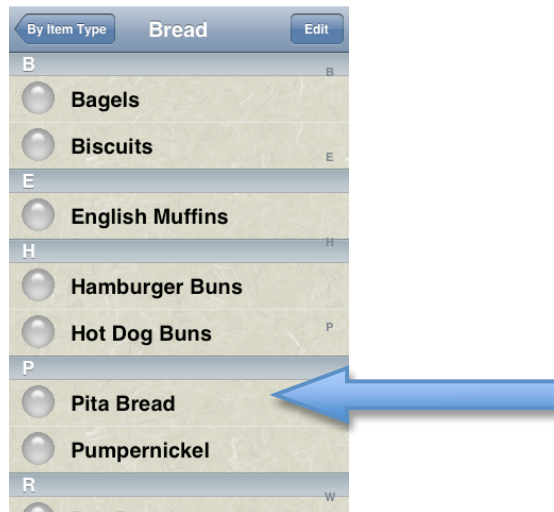 By Item Type Bread Edit
B
B
Bagels
Biscuits
E
E
English Muffins
H
H
Hamburger Buns
Hot Dog Buns
P
P
Pita Bread
Pumpernickel
R
W